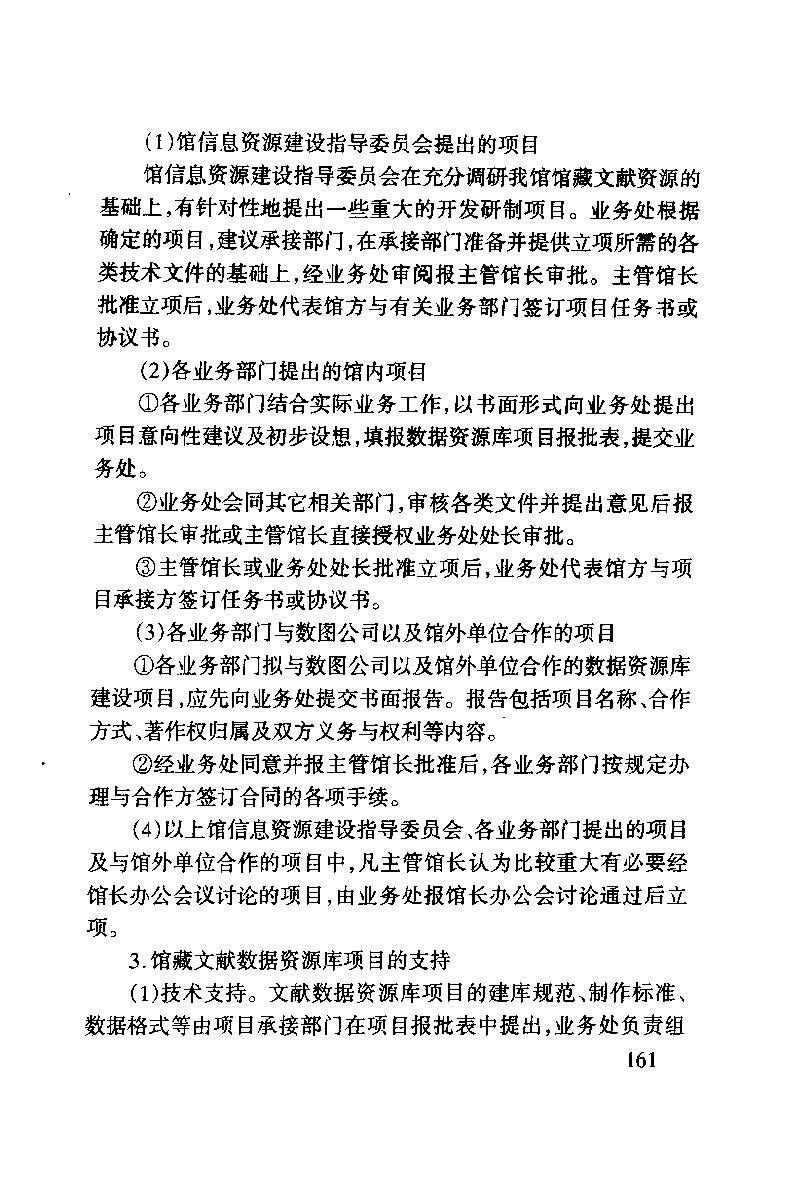 (1)馆信息资源建设指导委员会提出的项目
馆信息资源建设指导委员会在充分调研我馆馆藏文献资源的
基础上,有针对性地提出一些重大的开发研制项目。业务处根据
确定的项目,建议承接部门,在承接部门准备并提供立项所需的各
类技术文件的基础上,经业务处审阅报主管馆长审批。主管馆长
批准立项后,业务处代表馆方与有关业务部门签订项目任务书或
协议书。
(2)各业务部门提出的馆内项目
①各业务部门结合实际业务工作,以书面形式向业务处提出
项目意向性建议及初步设想,填报数据资源库项目报批表,提交业
务处。
②业务处会同其它相关部门,审核各类文件并提出意见后报
主管馆长审批或主管馆长直接授权业务处处长审批。
③主管馆长或业务处处长批准立项后,业务处代表馆方与项
目承接方签订任务书或协议书。
(3)各业务部门与数图公司以及馆外单位合作的项目
①各业务部门拟与数图公司以及馆外单位合作的数据资源库
建设项目,应先向业务处提交书面报告。报告包括项目名称、合作
方式、著作权归属及双方义务与权利等内容。
②经业务处同意并报主管馆长批准后,各业务部门按规定办
理与合作方签订合同的各项手续。
(4)以上馆信息资源建设指导委员会、各业务部门提出的项目
及与馆外单位合作的项目中,凡主管馆长认为比较重大有必要经
馆长办公会议讨论的项目,由业务处报馆长办公会讨论通过后立
项。
3.馆藏文献数据资源库项目的支持
(1)技术支持。文献数据资源库项目的建库规范、制作标准、
数据格式等由项目承接部门在项目报批表中提出,业务处负责组
161